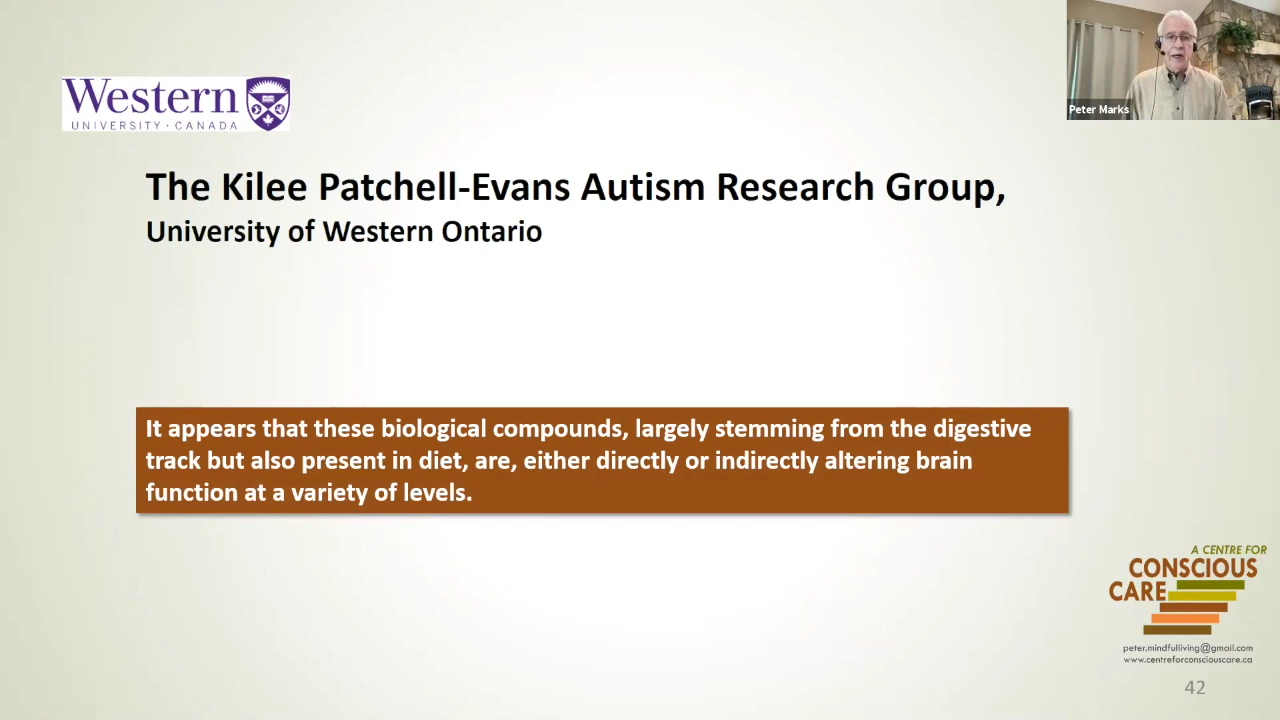 Peter Marks
Western
UNIVERSITY · CANADA
The Kilee Patchell-Evans Autism Research Group,
University of Western Ontario
It appears that these biological compounds, largely stemming from the digestive
track but also present in diet, are, either directly or indirectly altering brain
function at a variety of levels.
A CENTRE FOR
CONSCIOUS
CARE
peter.mindfulliving@gmail.com
www.centreforconsciouscare.ca
42